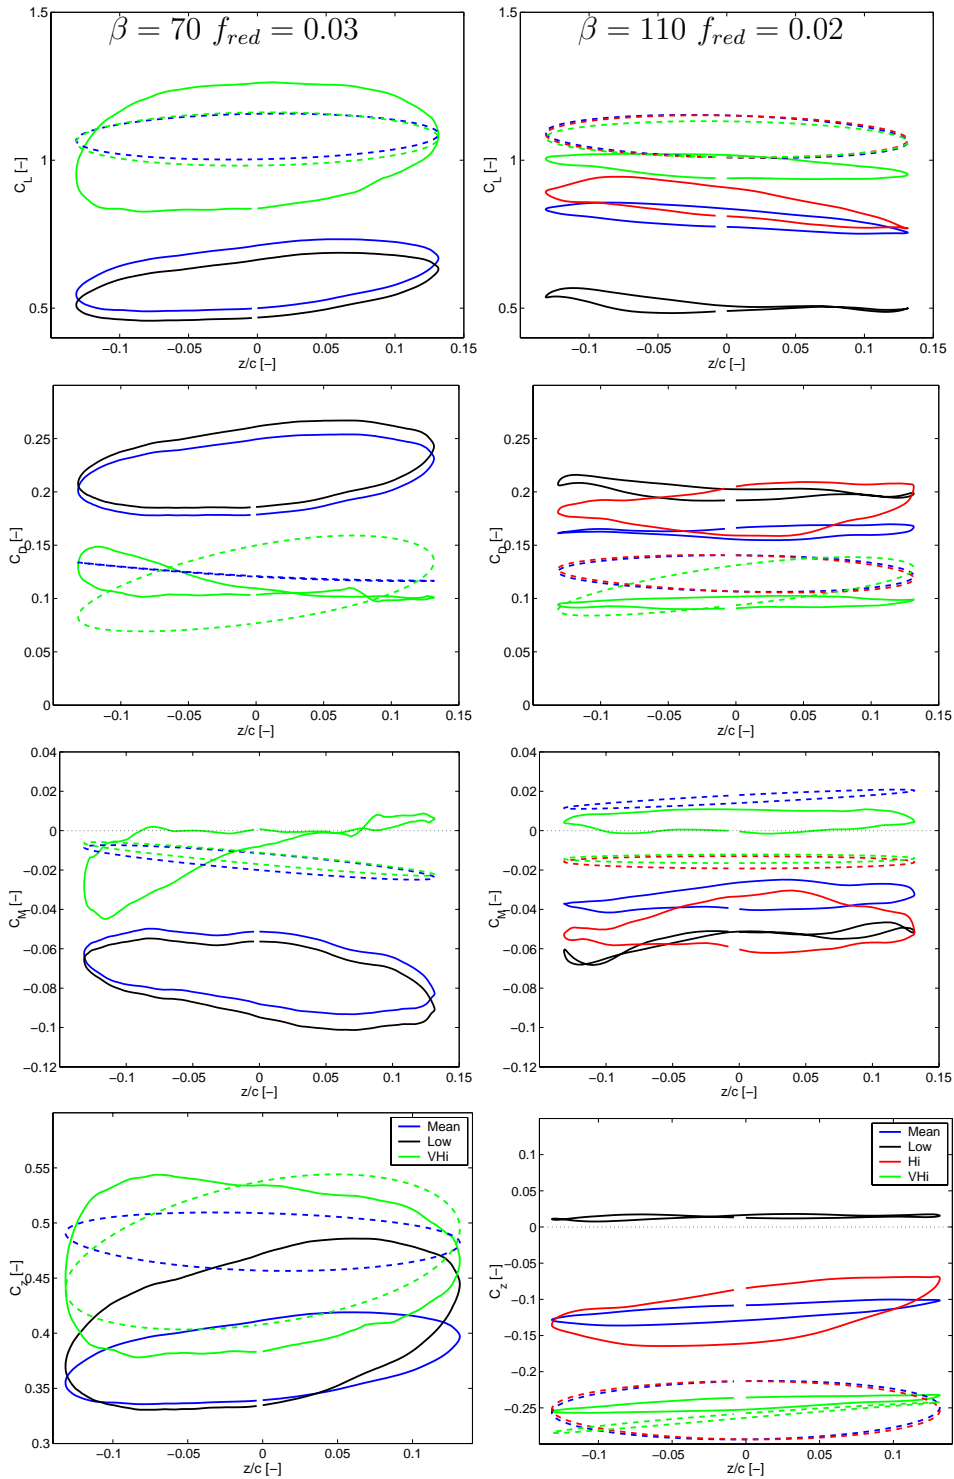 β = 70 f_red = 0.03
1.5
1
0.5
C_L [−]
−0.1 −0.05 0 0.05 0.1 0.15
z/c [−]
β = 110 f_red = 0.02
1.5
1
0.5
C_L [−]
−0.1 −0.05 0 0.05 0.1 0.15
z/c [−]
0.25
0.2
0.15
0.1
0.05
0
C_D [−]
−0.1 −0.05 0 0.05 0.1 0.15
z/c [−]
0.25
0.2
0.15
0.1
0.05
0
C_D [−]
−0.1 −0.05 0 0.05 0.1 0.15
z/c [−]
0.04
0.02
0
−0.02
−0.04
−0.06
−0.08
−0.1
−0.12
C_M [−]
−0.1 −0.05 0 0.05 0.1 0.15
z/c [−]
0.04
0.02
0
−0.02
−0.04
−0.06
−0.08
−0.1
−0.12
C_M [−]
−0.1 −0.05 0 0.05 0.1 0.15
z/c [−]
0.6
0.55
0.5
0.45
0.4
0.35
0.3
C_z [−]
Mean
Low
VHi
−0.1 −0.05 0 0.05 0.1
z/c [−]
0.15
0.1
0.05
0
−0.05
−0.1
−0.15
−0.2
−0.25
C_z [−]
Mean
Low
Hi
VHi
−0.1 −0.05 0 0.05 0.1
z/c [−]